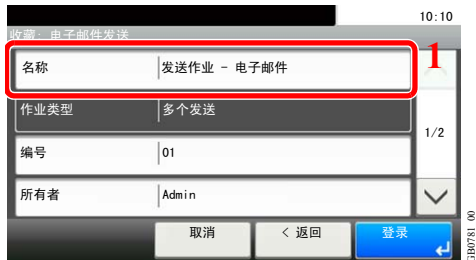 10:10
收藏: 电子邮件发送
1
名称 发送作业 - 电子邮件
作业类型 多个发送
1/2
编号 01
所有者 Admin
取消 < 返回 登录
GB0781_00